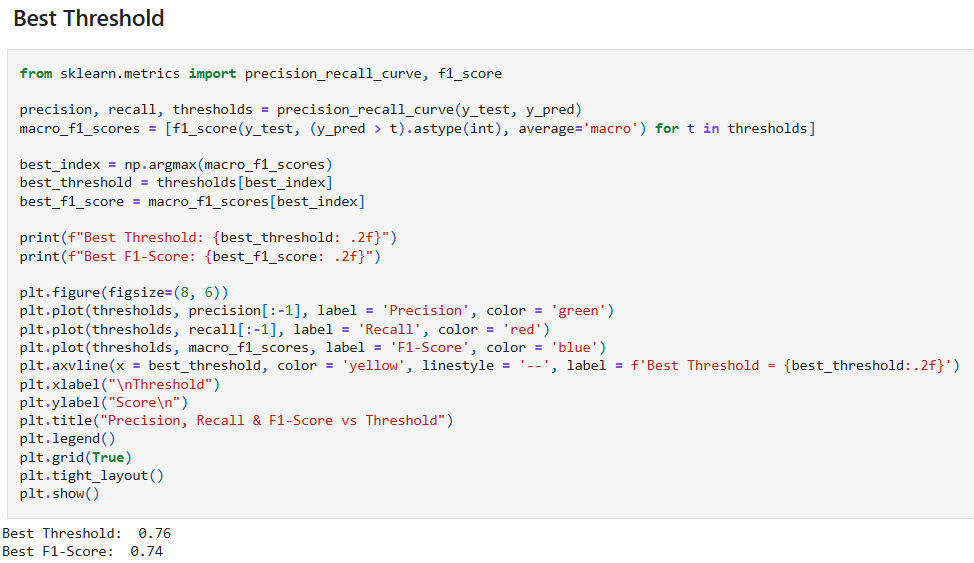 Best Threshold
from sklearn.metrics import precision_recall_curve, f1_score
precision, recall, thresholds = precision_recall_curve(y_test, y_pred)
macro_f1_scores = [f1_score(y_test, (y_pred > t).astype(int), average='macro') for t in thresholds]
best_index = np.argmax(macro_f1_scores)
best_threshold = thresholds[best_index]
best_f1_score = macro_f1_scores[best_index]
print(f"Best Threshold: {best_threshold: .2f}")
print(f"Best F1-Score: {best_f1_score: .2f}")
plt.figure(figsize=(8, 6))
plt.plot(thresholds, precision[:-1], label = 'Precision', color = 'green')
plt.plot(thresholds, recall[:-1], label = 'Recall', color = 'red')
plt.plot(thresholds, macro_f1_scores, label = 'F1-Score', color = 'blue')
plt.axvline(x = best_threshold, color = 'yellow', linestyle = '--', label = f'Best Threshold = {best_threshold:.2f}')
plt.xlabel("\nThreshold")
plt.ylabel("Score\n")
plt.title("Precision, Recall & F1-Score vs Threshold")
plt.legend()
plt.grid(True)
plt.tight_layout()
plt.show()
Best Threshold:  0.76
Best F1-Score:  0.74